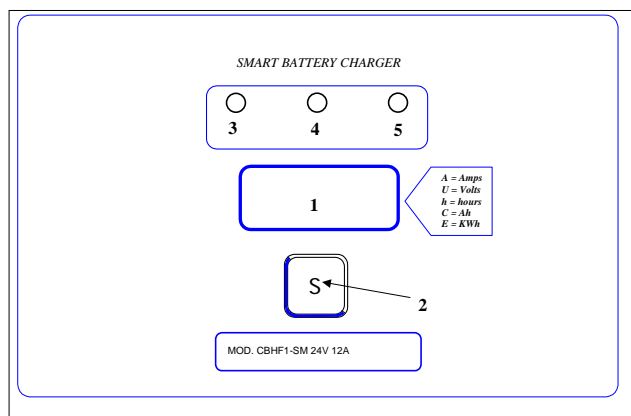 SMART BATTERY CHARGER
3 4 5
1
A = Amps
U = Volts
h = hours
C = Ah
E = KWh
S
2
MOD. CBHF1-SM 24V 12A